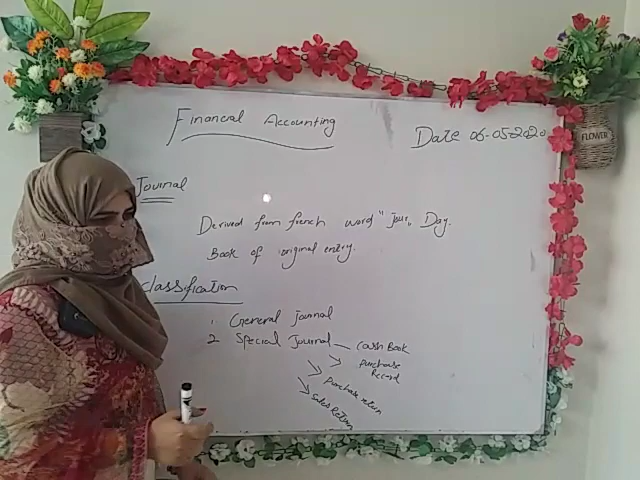 Financal Accounting
Date 06-05-2020
Journal
Derived from french word "Jour" Day.
Book of original entry.
classification
1. General Journal
2 Special Journal — Cash Book
Purchase Record
Purchase return
Sales Return
FLOWER